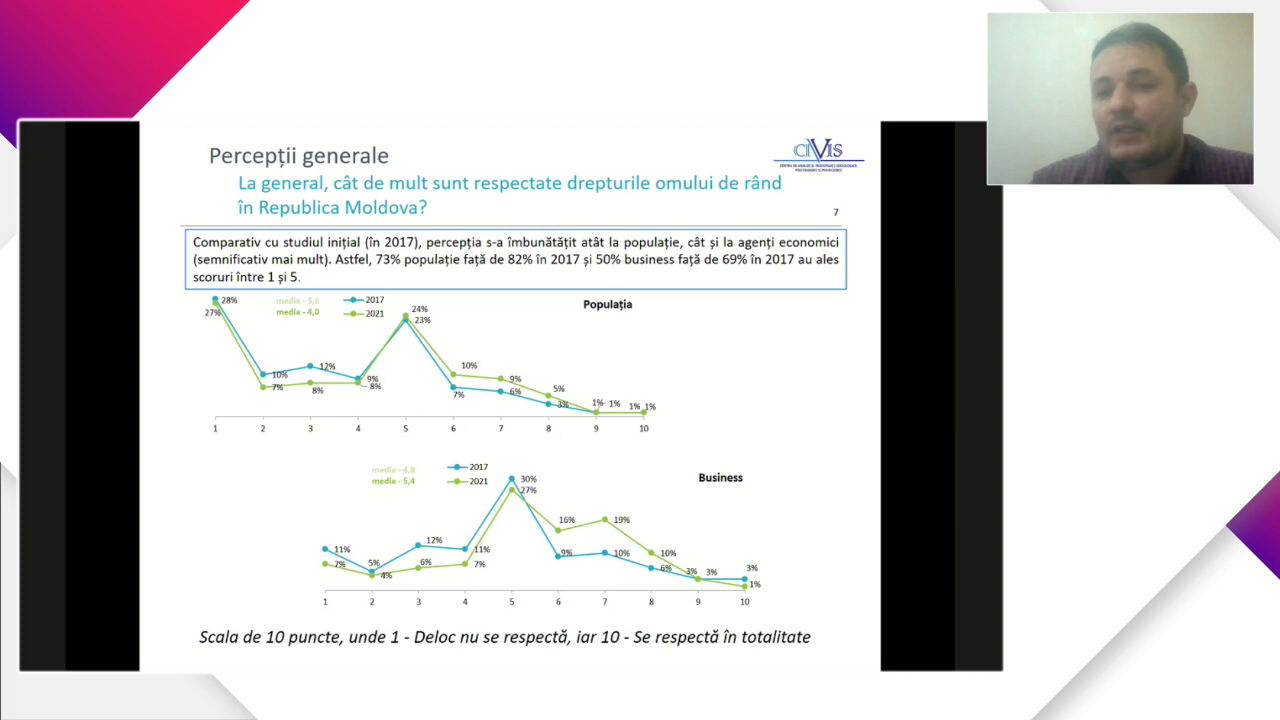 Percepții generale
CIVIS
La general, cât de mult sunt respectate drepturile omului de rând
în Republica Moldova?
7
Comparativ cu studiul inițial (în 2017), percepția s-a îmbunătățit atât la populație, cât și la agenți economici
(semnificativ mai mult). Astfel, 73% populație față de 82% în 2017 și 50% business față de 69% în 2017 au ales
scoruri între 1 și 5.
media - 3,6
media - 4,0
2017
2021
Populația
28%
27%
10%
7%
12%
8%
9%
8%
24%
23%
10%
7%
9%
6%
5%
3%
1%
1%
1%
1%
1 2 3 4 5 6 7 8 9 10
media - 4,8
media - 5,4
2017
2021
Business
11%
7%
5%
4%
12%
6%
11%
7%
30%
27%
16%
9%
19%
10%
10%
6%
3%
3%
3%
1%
1 2 3 4 5 6 7 8 9 10
Scala de 10 puncte, unde 1 - Deloc nu se respectă, iar 10 - Se respectă în totalitate